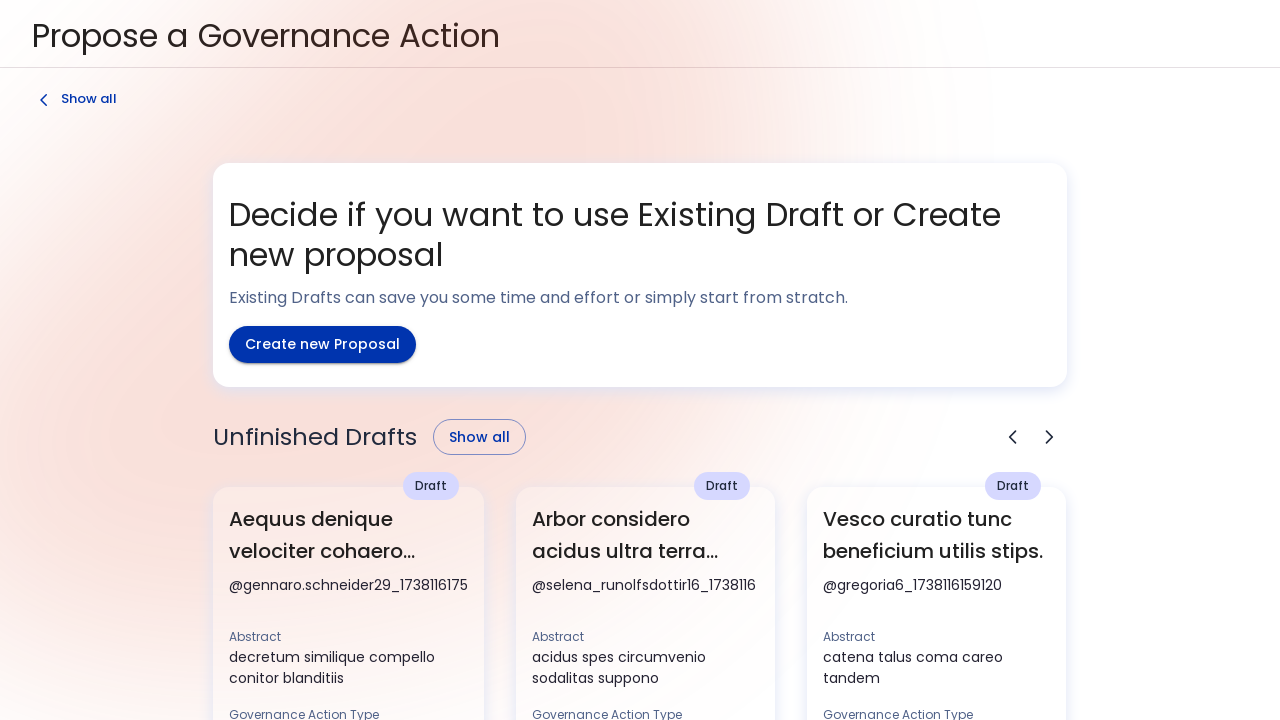 Propose a Governance Action
Show all
Decide if you want to use Existing Draft or Create
new proposal
Existing Drafts can save you some time and effort or simply start from stratch.
Create new Proposal
Unfinished Drafts
Show all
Draft
Aequus denique
velociter cohaero...
@gennaro.schneider29_1738116175
Abstract
decretum similique compello
conitor blanditiis
Governance Action Type
Draft
Arbor considero
acidus ultra terra...
@selena_runolfsdottir16_1738116
Abstract
acidus spes circumvenio
sodalitas suppono
Governance Action Type
Draft
Vesco curatio tunc
beneficium utilis stips.
@gregoria6_1738116159120
Abstract
catena talus coma careo
tandem
Governance Action Type